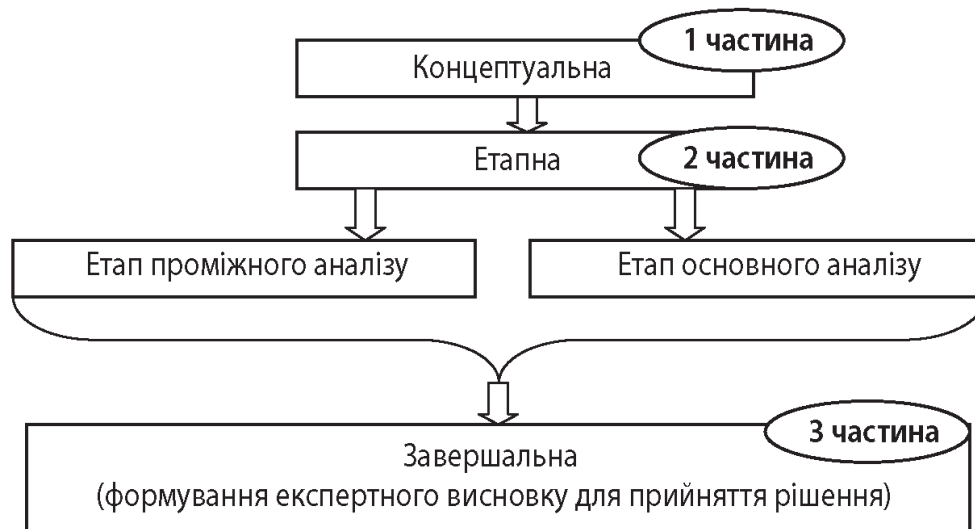 1 частина
Концептуальна
Етапна
2 частина
Етап проміжного аналізу
Етап основного аналізу
3 частина
Завершальна
(формування експертного висновку для прийняття рішення)